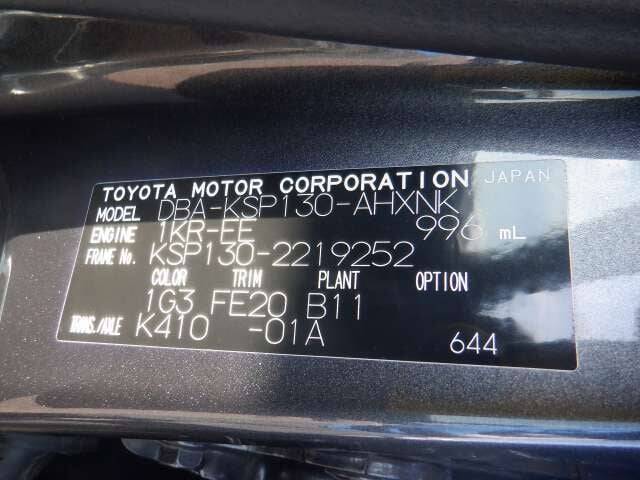 TOYOTA MOTOR CORPORATION JAPAN
MODEL DBA-KSP130-AHXNK
ENGINE 1KR-FE 996 mL
FRAME No. KSP130-2219252
COLOR TRIM PLANT OPTION
1G3 FE20 B11
TRANS./AXLE K410 -01A
644